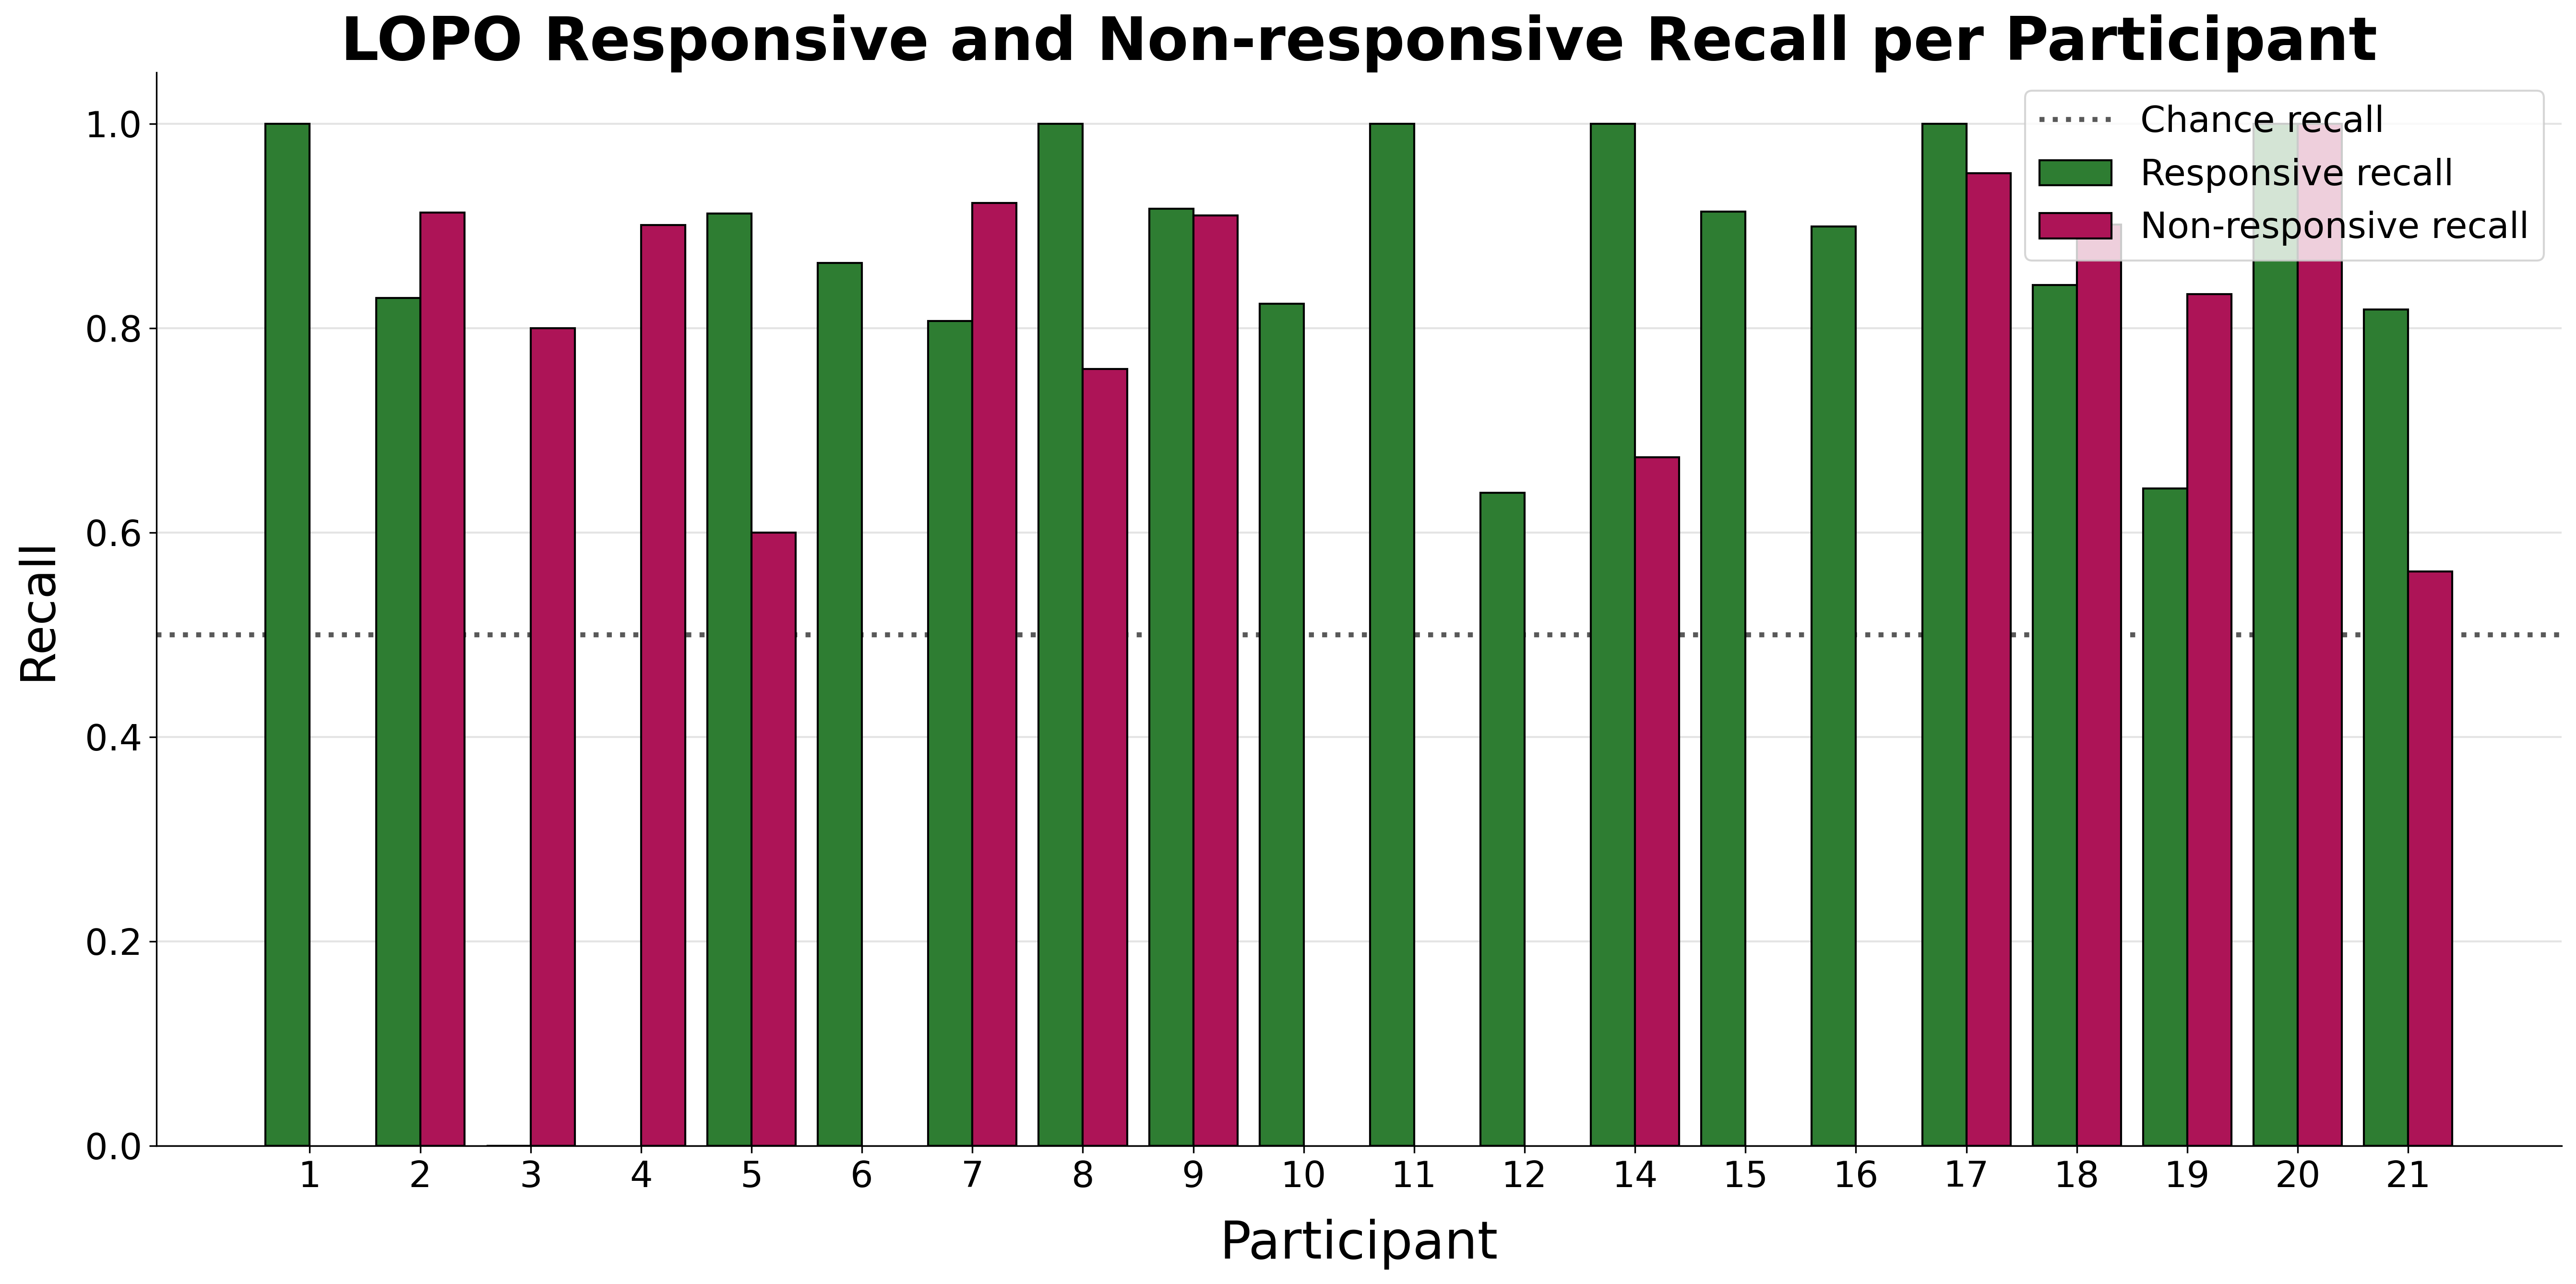 LOPO Responsive and Non-responsive Recall per Participant
Chance recall
Responsive recall
Non-responsive recall
Recall
1.0
0.8
0.6
0.4
0.2
0.0
1 2 3 4 5 6 7 8 9 10 11 12 14 15 16 17 18 19 20 21
Participant